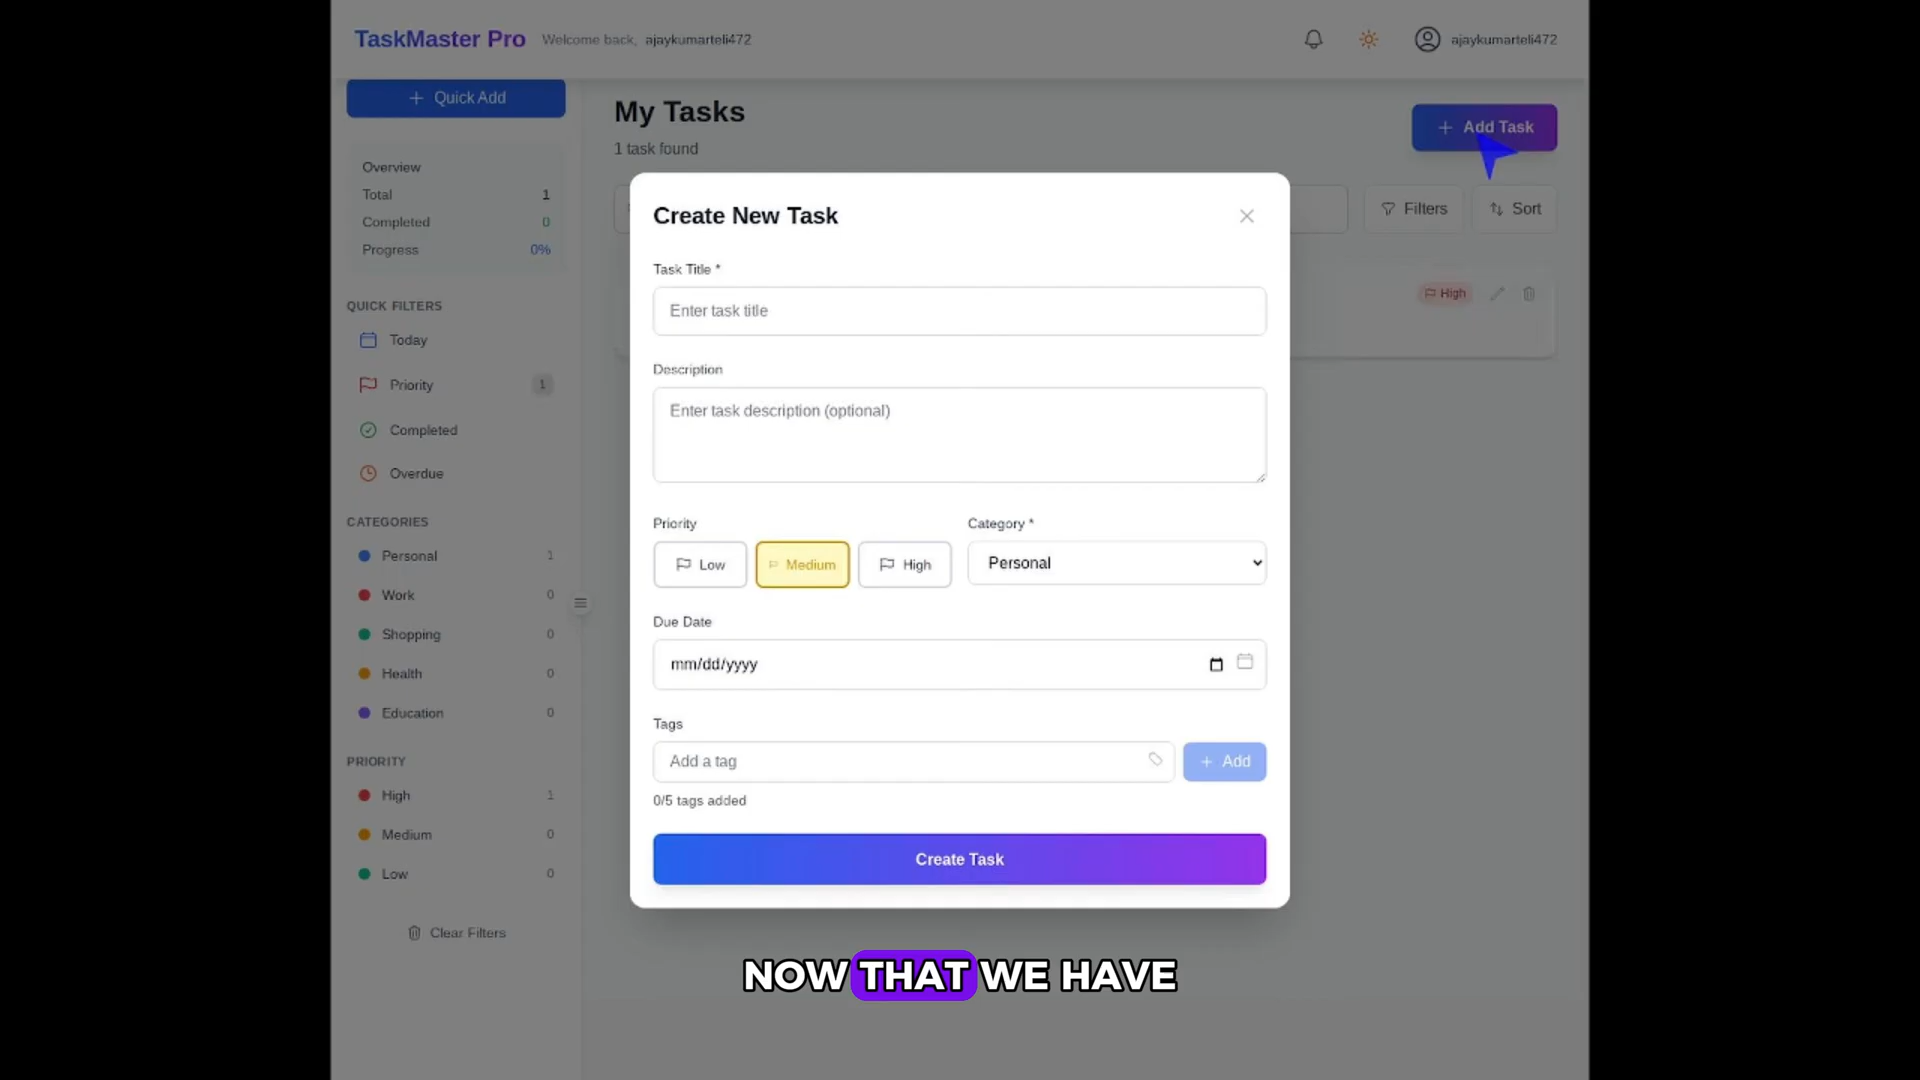 TaskMaster Pro Welcome back, ajaykumarteli472
ajaykumarteli472
Quick Add
Overview
Total 1
Completed 0
Progress 0%
QUICK FILTERS
Today
Priority 1
Completed
Overdue
CATEGORIES
Personal 1
Work 0
Shopping 0
Health 0
Education 0
PRIORITY
High 1
Medium 0
Low 0
Clear Filters
My Tasks
1 task found
Add Task
Filters
Sort
High
Create New Task
Task Title *
Enter task title
Description
Enter task description (optional)
Priority
Low
Medium
High
Category *
Personal
Due Date
mm/dd/yyyy
Tags
Add a tag
Add
0/5 tags added
Create Task
NOW THAT WE HAVE